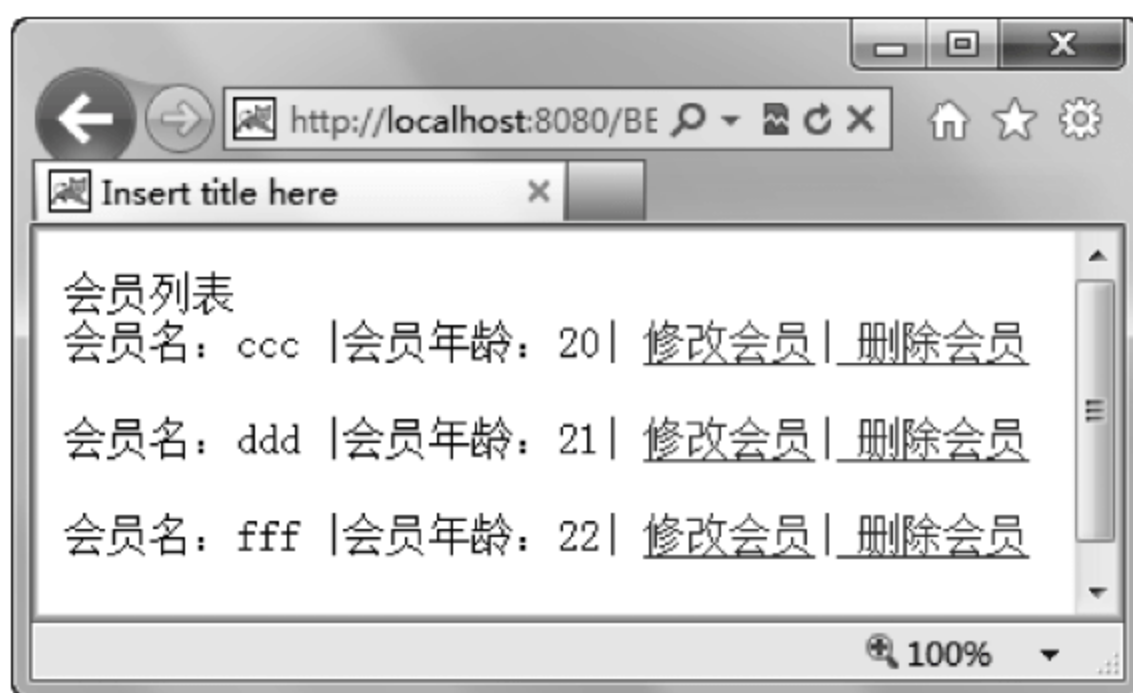 http://localhost:8080/BE
Insert title here
会员列表
会员名：ccc |会员年龄：20| 修改会员| 删除会员
会员名：ddd |会员年龄：21| 修改会员| 删除会员
会员名：fff |会员年龄：22| 修改会员| 删除会员
100%